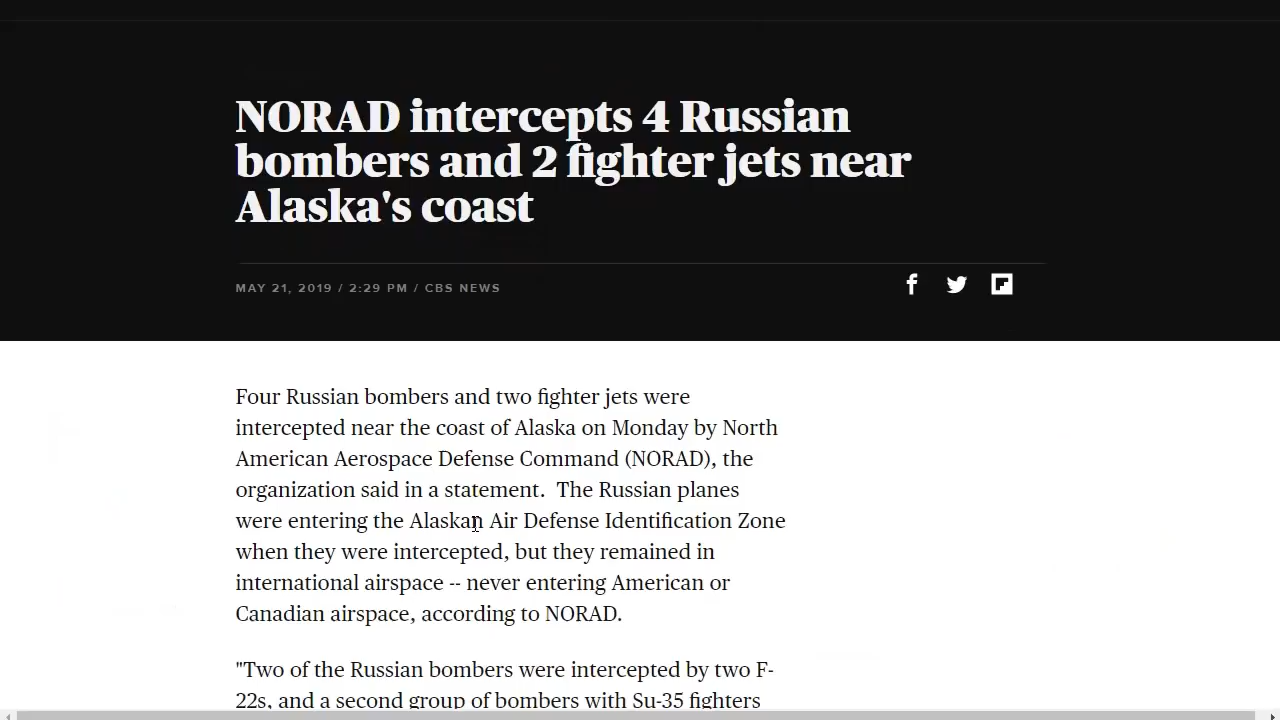 NORAD intercepts 4 Russian
bombers and 2 fighter jets near
Alaska's coast
MAY 21, 2019 / 2:29 PM / CBS NEWS
Four Russian bombers and two fighter jets were
intercepted near the coast of Alaska on Monday by North
American Aerospace Defense Command (NORAD), the
organization said in a statement.  The Russian planes
were entering the Alaskan Air Defense Identification Zone
when they were intercepted, but they remained in
international airspace -- never entering American or
Canadian airspace, according to NORAD.
"Two of the Russian bombers were intercepted by two F-
22s, and a second group of bombers with Su-35 fighters